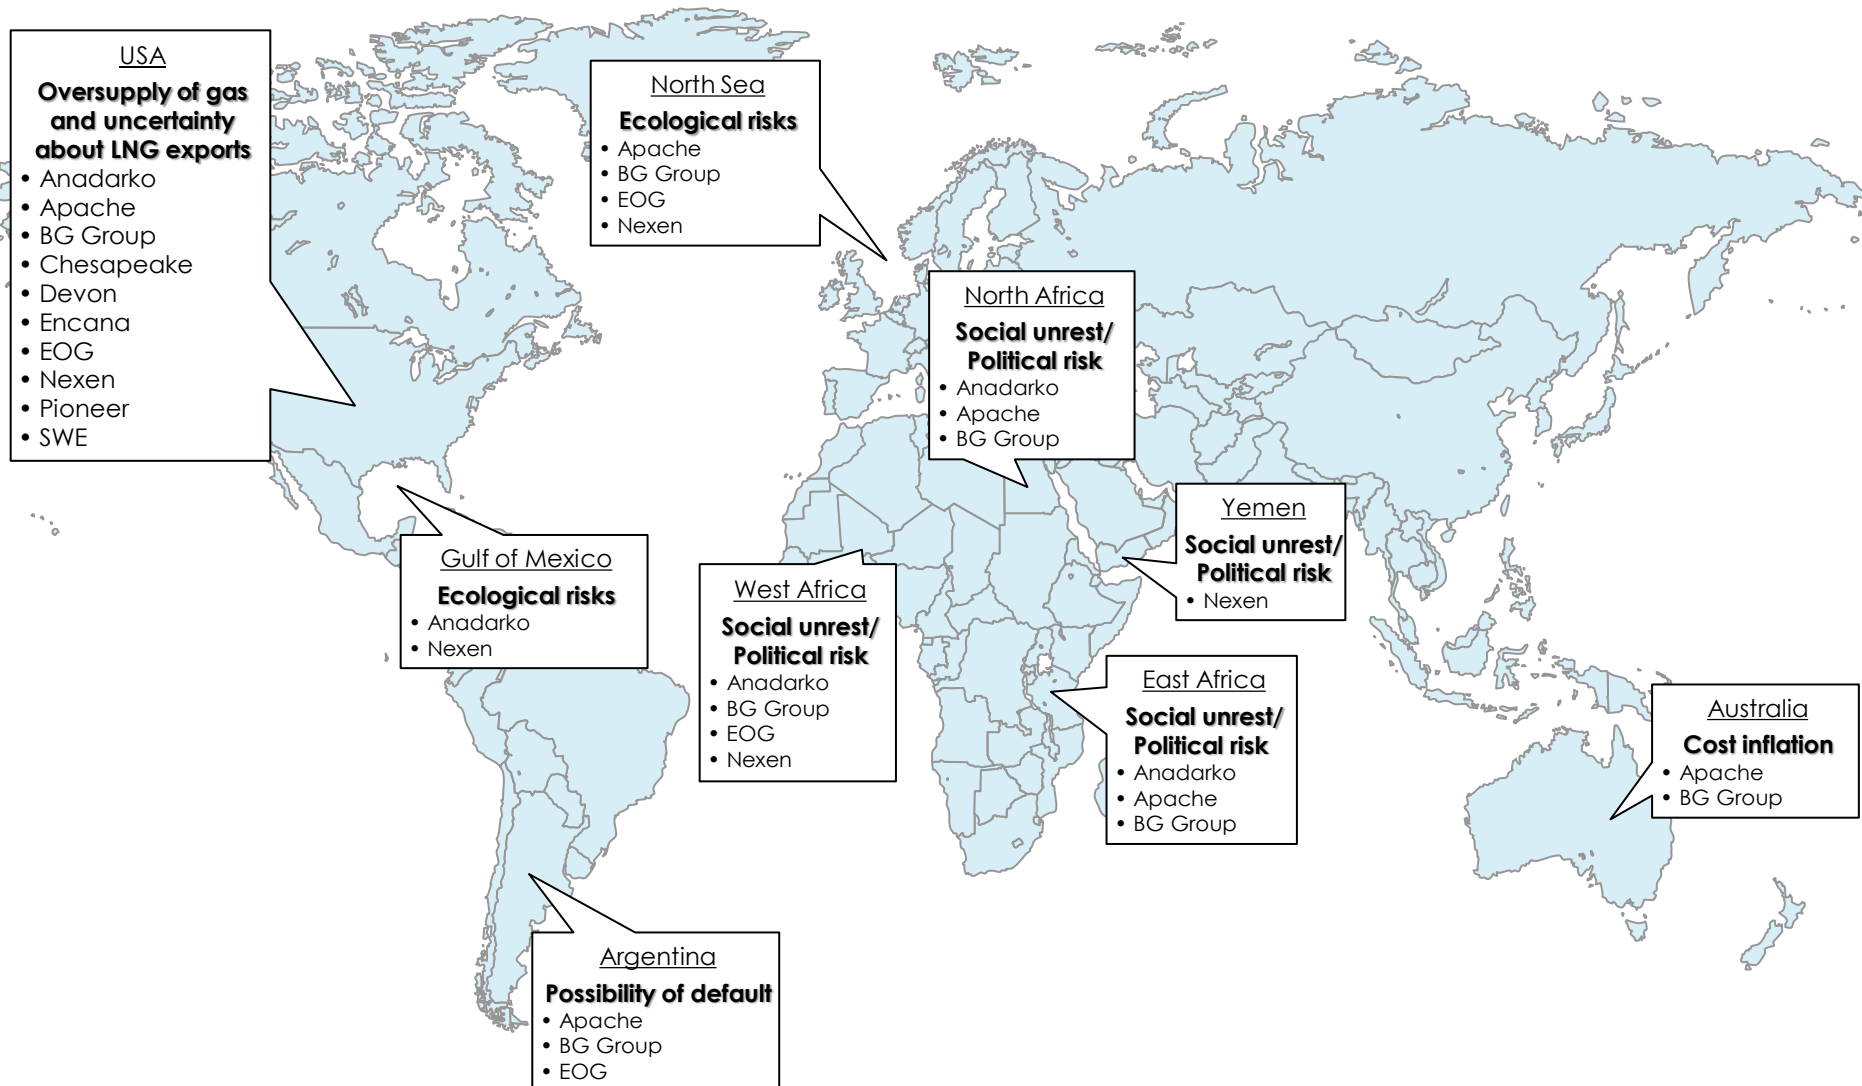 USA
Oversupply of gas
and uncertainty
about LNG exports
• Anadarko
• Apache
• BG Group
• Chesapeake
• Devon
• Encana
• EOG
• Nexen
• Pioneer
• SWE
North Sea
Ecological risks
• Apache
• BG Group
• EOG
• Nexen
North Africa
Social unrest/
Political risk
• Anadarko
• Apache
• BG Group
Yemen
Social unrest/
Political risk
• Nexen
Gulf of Mexico
Ecological risks
• Anadarko
• Nexen
West Africa
Social unrest/
Political risk
• Anadarko
• BG Group
• EOG
• Nexen
East Africa
Social unrest/
Political risk
• Anadarko
• Apache
• BG Group
Australia
Cost inflation
• Apache
• BG Group
Argentina
Possibility of default
• Apache
• BG Group
• EOG